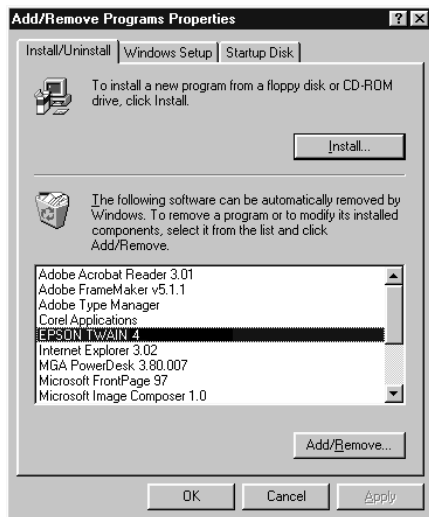 Add/Remove Programs Properties
Install/Uninstall
Windows Setup
Startup Disk
To install a new program from a floppy disk or CD-ROM
drive, click Install.
Install...
The following software can be automatically removed by
Windows. To remove a program or to modify its installed
components, select it from the list and click
Add/Remove.
Adobe Acrobat Reader 3.01
Adobe FrameMaker v5.1.1
Adobe Type Manager
Corel Applications
EPSON TWAIN 4
Internet Explorer 3.02
MGA PowerDesk 3.80.007
Microsoft FrontPage 97
Microsoft Image Composer 1.0
Add/Remove...
OK
Cancel
Apply